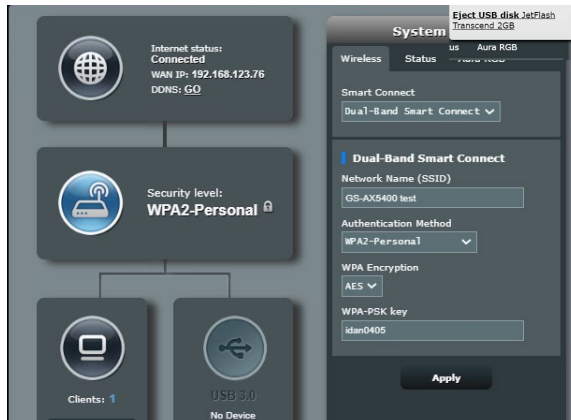 Internet status:
Connected
WAN IP: 192.168.123.76
DDNS: GO
Security level:
WPA2-Personal
Clients: 1
USB 3.0
No Device
System
Eject USB disk JetFlash
Transcend 2GB
us Aura RGB
Wireless Status Aura RGB
Smart Connect
Dual-Band Smart Connect
Dual-Band Smart Connect
Network Name (SSID)
GS-AX5400 test
Authentication Method
WPA2-Personal
WPA Encryption
AES
WPA-PSK key
idan0405
Apply